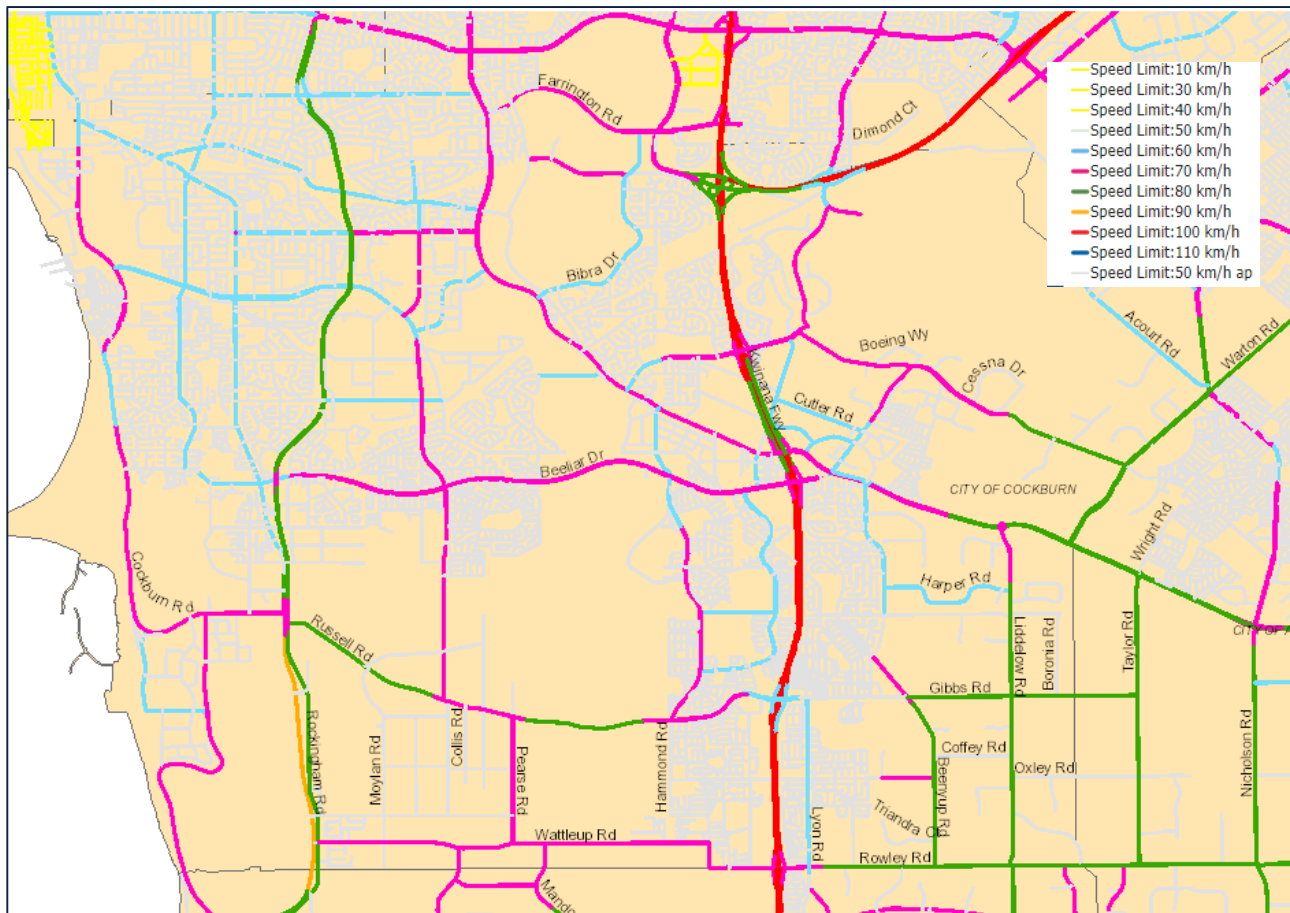 Speed Limit:10 km/h
Speed Limit:30 km/h
Speed Limit:40 km/h
Speed Limit:50 km/h
Speed Limit:60 km/h
Speed Limit:70 km/h
Speed Limit:80 km/h
Speed Limit:90 km/h
Speed Limit:100 km/h
Speed Limit:110 km/h
Speed Limit:50 km/h ap
Farrington Rd
Dimond Ct
Bibra Dr
Acourt Rd
Warton Rd
Boeing Wy
Cessna Dr
Kwinana Fwy
Cutler Rd
Beeliar Dr
CITY OF COCKBURN
Wright Rd
Cockburn Rd
Harper Rd
Russell Rd
Liddelow Rd
Boronia Rd
Taylor Rd
CITY OF
Gibbs Rd
Rockingham Rd
Moylan Rd
Collis Rd
Pearse Rd
Hammond Rd
Coffey Rd
Oxley Rd
Beenyup Rd
Nicholson Rd
Triandra
Lyon Rd
Wattleup Rd
Rowley Rd